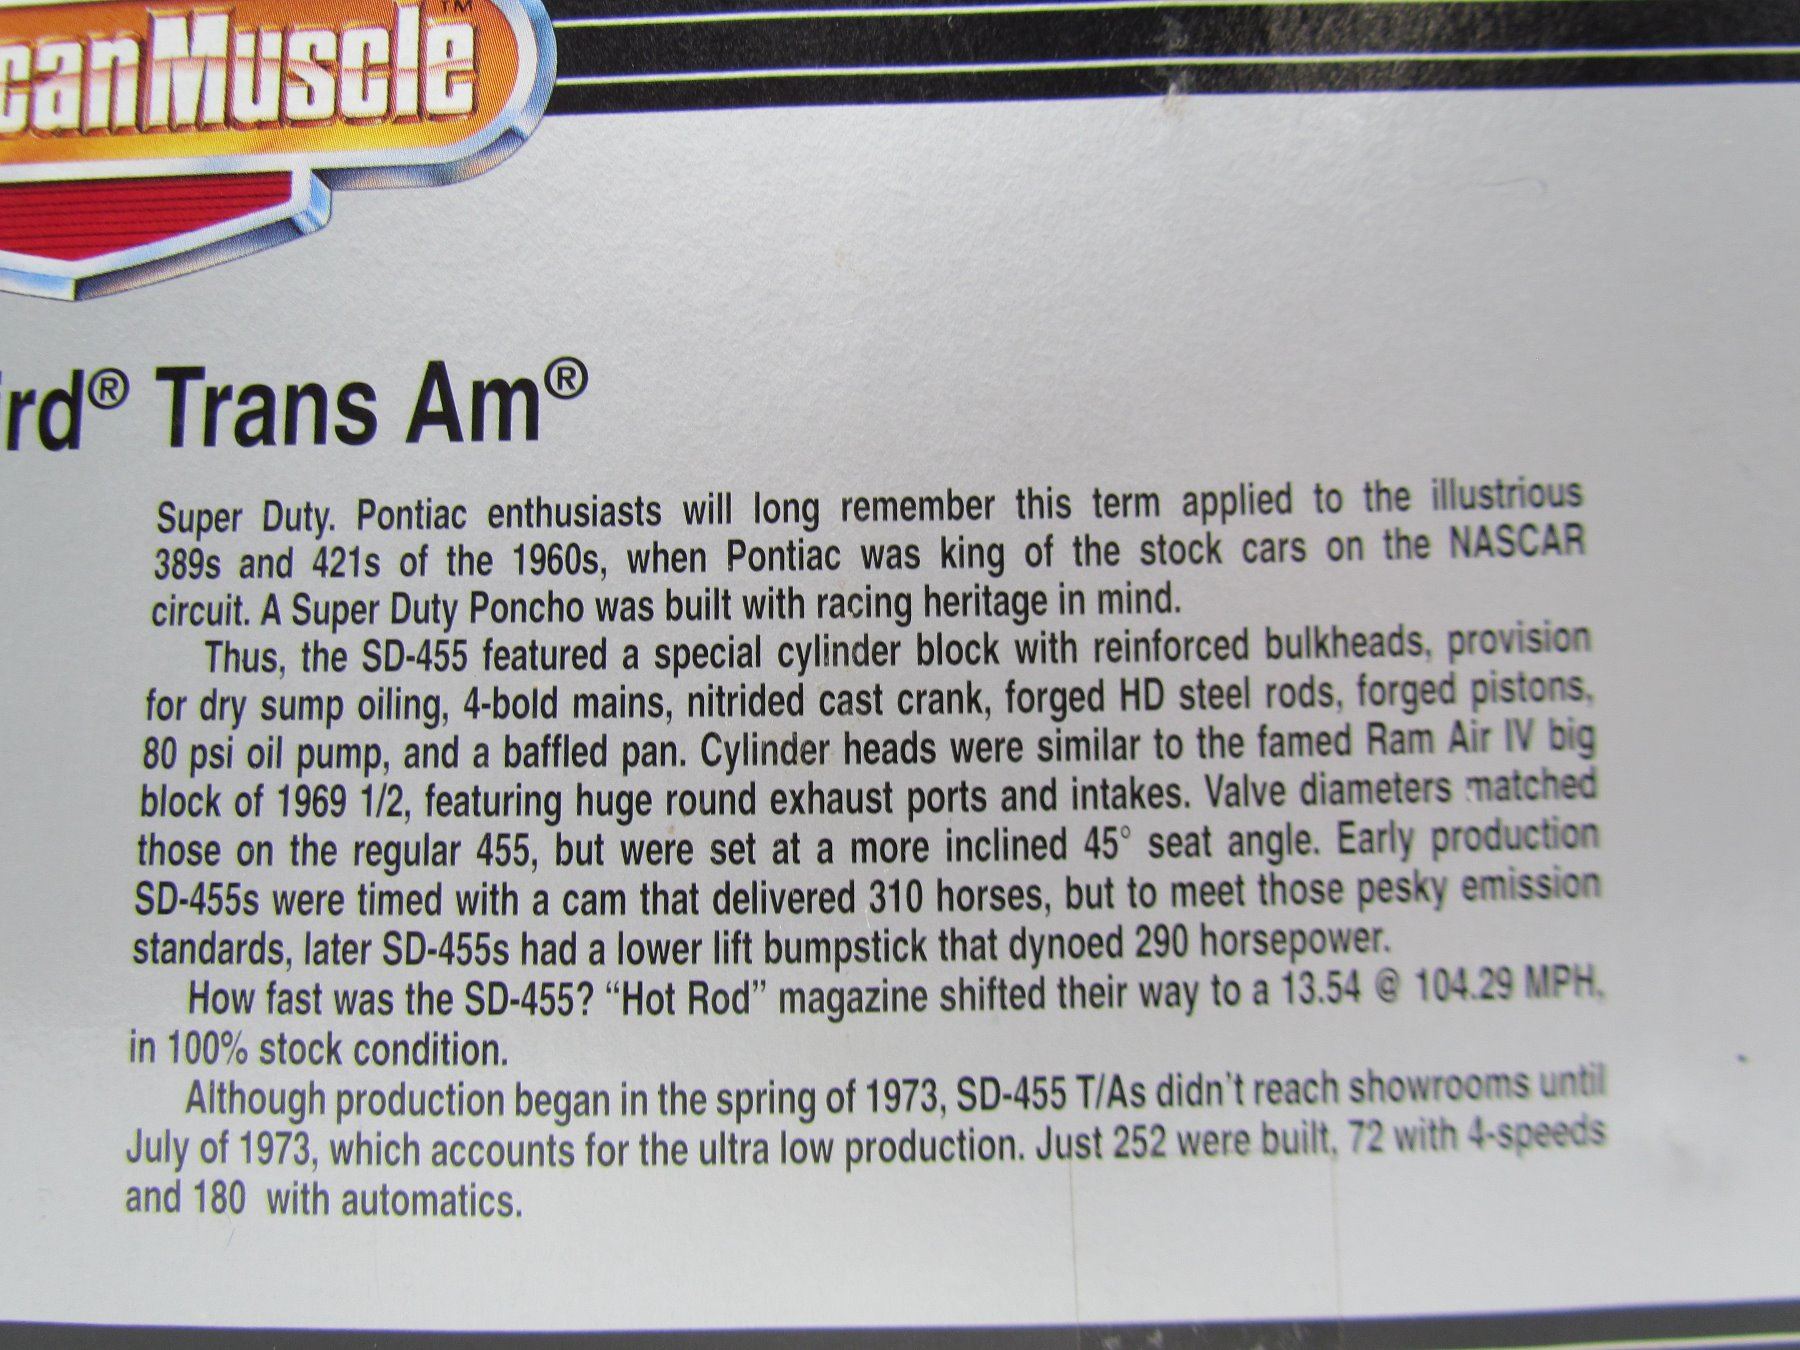 canMuscle™
ird® Trans Am®
Super Duty. Pontiac enthusiasts will long remember this term applied to the illustrious
389s and 421s of the 1960s, when Pontiac was king of the stock cars on the NASCAR
circuit. A Super Duty Poncho was built with racing heritage in mind.
Thus, the SD-455 featured a special cylinder block with reinforced bulkheads, provision
for dry sump oiling, 4-bold mains, nitrided cast crank, forged HD steel rods, forged pistons,
80 psi oil pump, and a baffled pan. Cylinder heads were similar to the famed Ram Air IV big
block of 1969 1/2, featuring huge round exhaust ports and intakes. Valve diameters matched
those on the regular 455, but were set at a more inclined 45° seat angle. Early production
SD-455s were timed with a cam that delivered 310 horses, but to meet those pesky emission
standards, later SD-455s had a lower lift bumpstick that dynoed 290 horsepower.
How fast was the SD-455? “Hot Rod” magazine shifted their way to a 13.54 @ 104.29 MPH,
in 100% stock condition.
Although production began in the spring of 1973, SD-455 T/As didn't reach showrooms until
July of 1973, which accounts for the ultra low production. Just 252 were built, 72 with 4-speeds
and 180 with automatics.